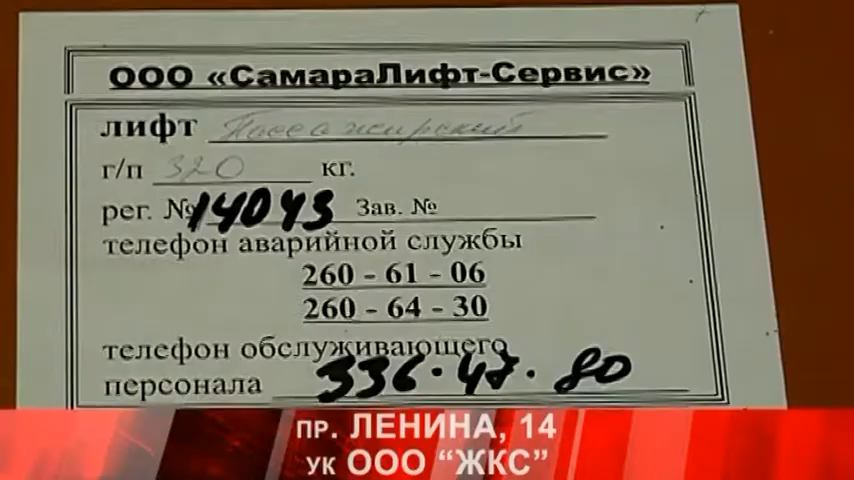 ООО «СамараЛифт-Сервис»
лифт Пассажирский
г/п 320 кг.
рег. № 14043 Зав. №
телефон аварийной службы
260 - 61 - 06
260 - 64 - 30
телефон обслуживающего
персонала 336 · 47 · 80
ПР. ЛЕНИНА, 14
УК ООО “ЖКС”